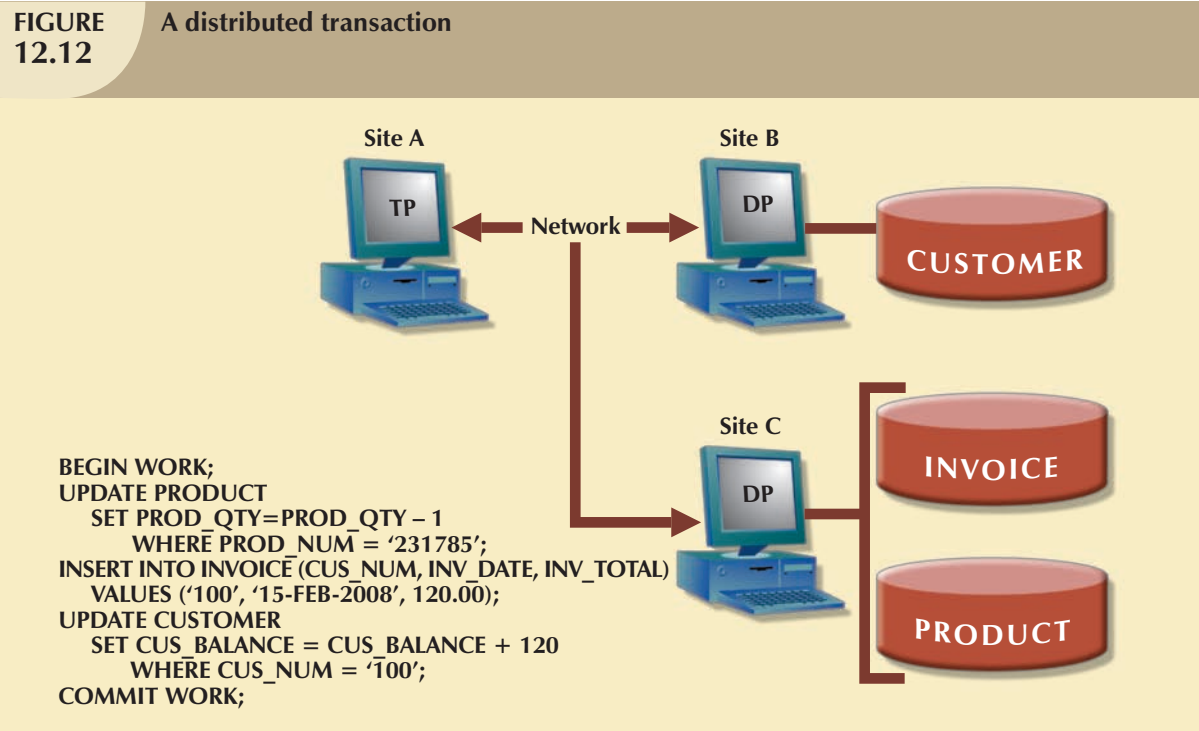 FIGURE
12.12
A distributed transaction
Site A
TP
Network
Site B
DP
CUSTOMER
Site C
DP
INVOICE
PRODUCT
BEGIN WORK;
UPDATE PRODUCT
SET PROD_QTY=PROD_QTY – 1
WHERE PROD_NUM = ‘231785’;
INSERT INTO INVOICE (CUS_NUM, INV_DATE, INV_TOTAL)
VALUES (‘100’, ‘15-FEB-2008’, 120.00);
UPDATE CUSTOMER
SET CUS_BALANCE = CUS_BALANCE + 120
WHERE CUS_NUM = ‘100’;
COMMIT WORK;